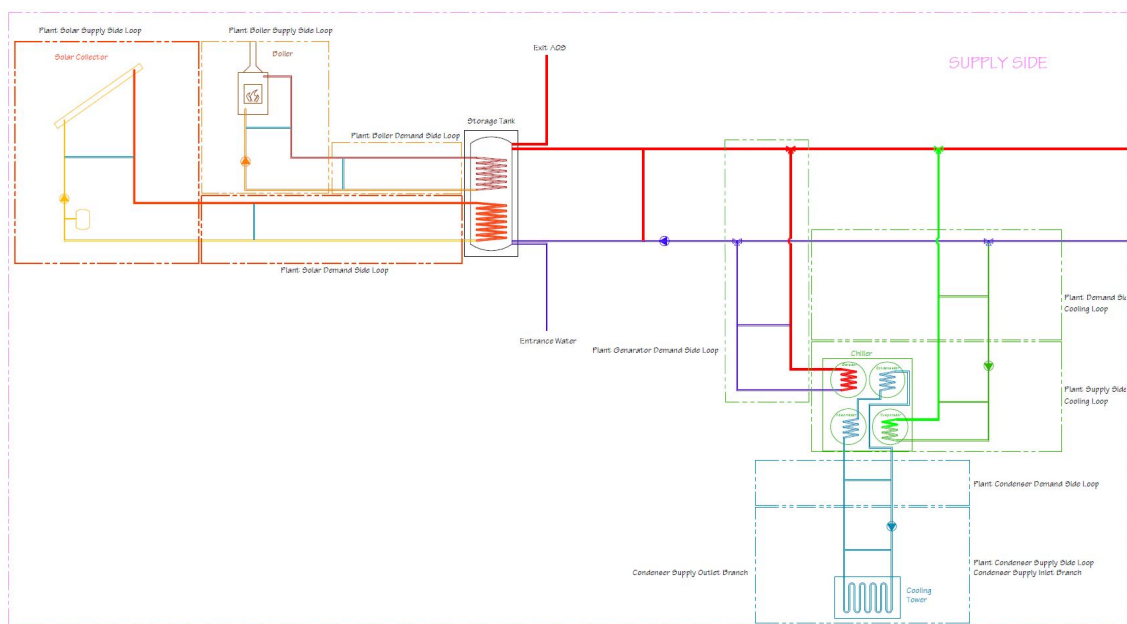 Plant Solar Supply Side Loop
Plant Boiler Supply Side Loop
Solar Collector
Boiler
Exit ACS
SUPPLY SIDE
Storage Tank
Plant Boiler Demand Side Loop
Plant Solar Demand Side Loop
Entrance Water
Plant Genarator Demand Side Loop
Plant Demand Sid
Cooling Loop
Chiller
Plant Supply Side
Cooling Loop
Plant Condenser Demand Side Loop
Condenser Supply Outlet Branch
Plant Condenser Supply Side Loop
Condenser Supply Inlet Branch
Cooling
Tower